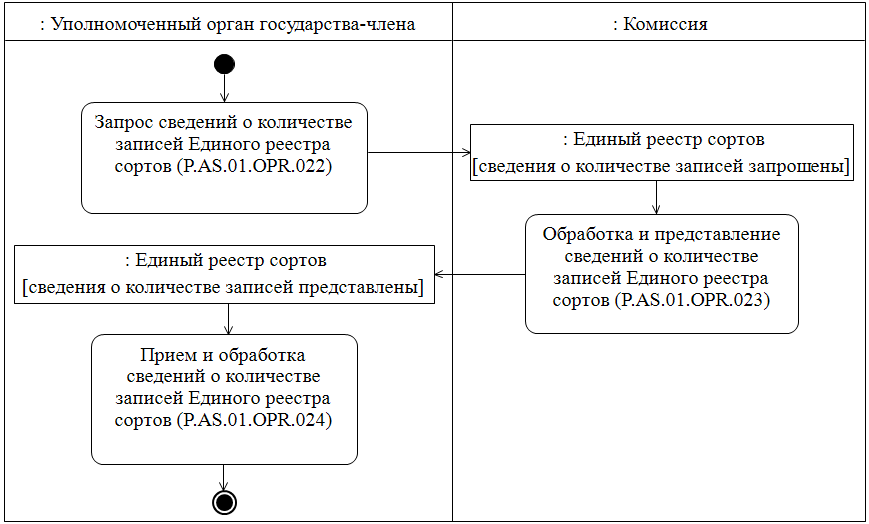 : Уполномоченный орган государства-члена
: Комиссия
Запрос сведений о количестве
записей Единого реестра
сортов (P.AS.01.OPR.022)
: Единый реестр сортов
[сведения о количестве записей запрошены]
Обработка и представление
сведений о количестве
записей Единого реестра
сортов (P.AS.01.OPR.023)
: Единый реестр сортов
[сведения о количестве записей представлены]
Прием и обработка
сведений о количестве
записей Единого реестра
сортов (P.AS.01.OPR.024)